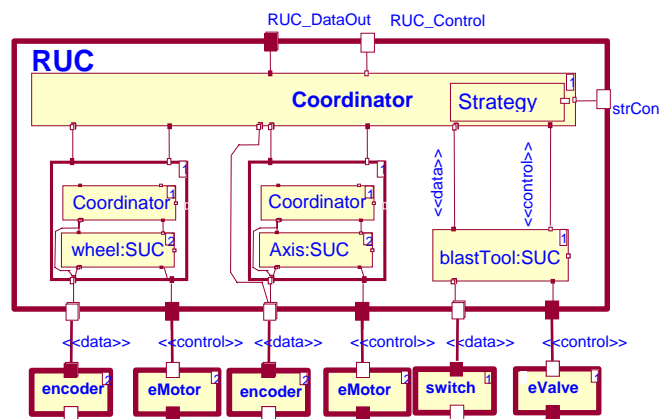 RUC_DataOut RUC_Control
RUC
1
Coordinator
Strategy
1
strCon
1
1
Coordinator
1
Coordinator
1
<<data>>
<<control>>
wheel:SUC
2
Axis:SUC
2
blastTool:SUC
1
<<data>> <<control>> <<data>> <<control>> <<data>> <<control>>
encoder
2
eMotor
2
encoder
2
eMotor
2
switch
1
eValve
1